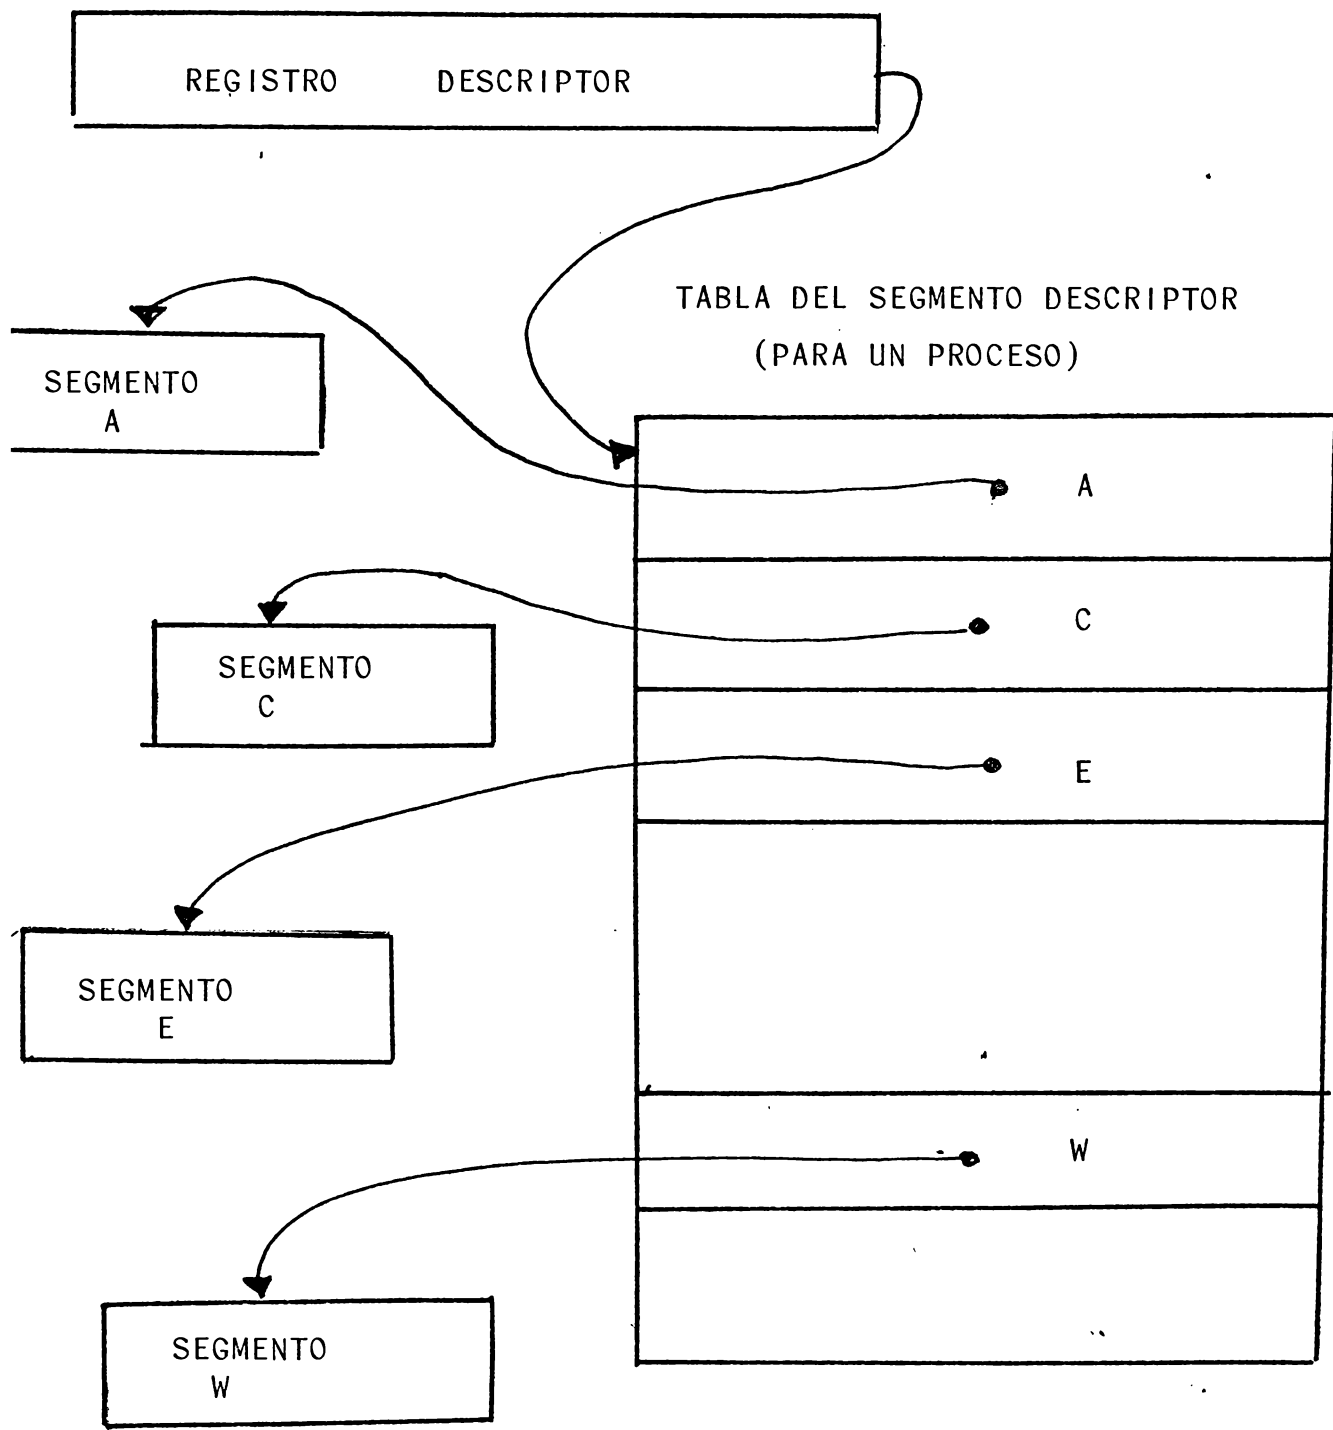 REGISTRO DESCRIPTOR
TABLA DEL SEGMENTO DESCRIPTOR
(PARA UN PROCESO)
SEGMENTO
A
A
C
SEGMENTO
C
E
SEGMENTO
E
W
SEGMENTO
W